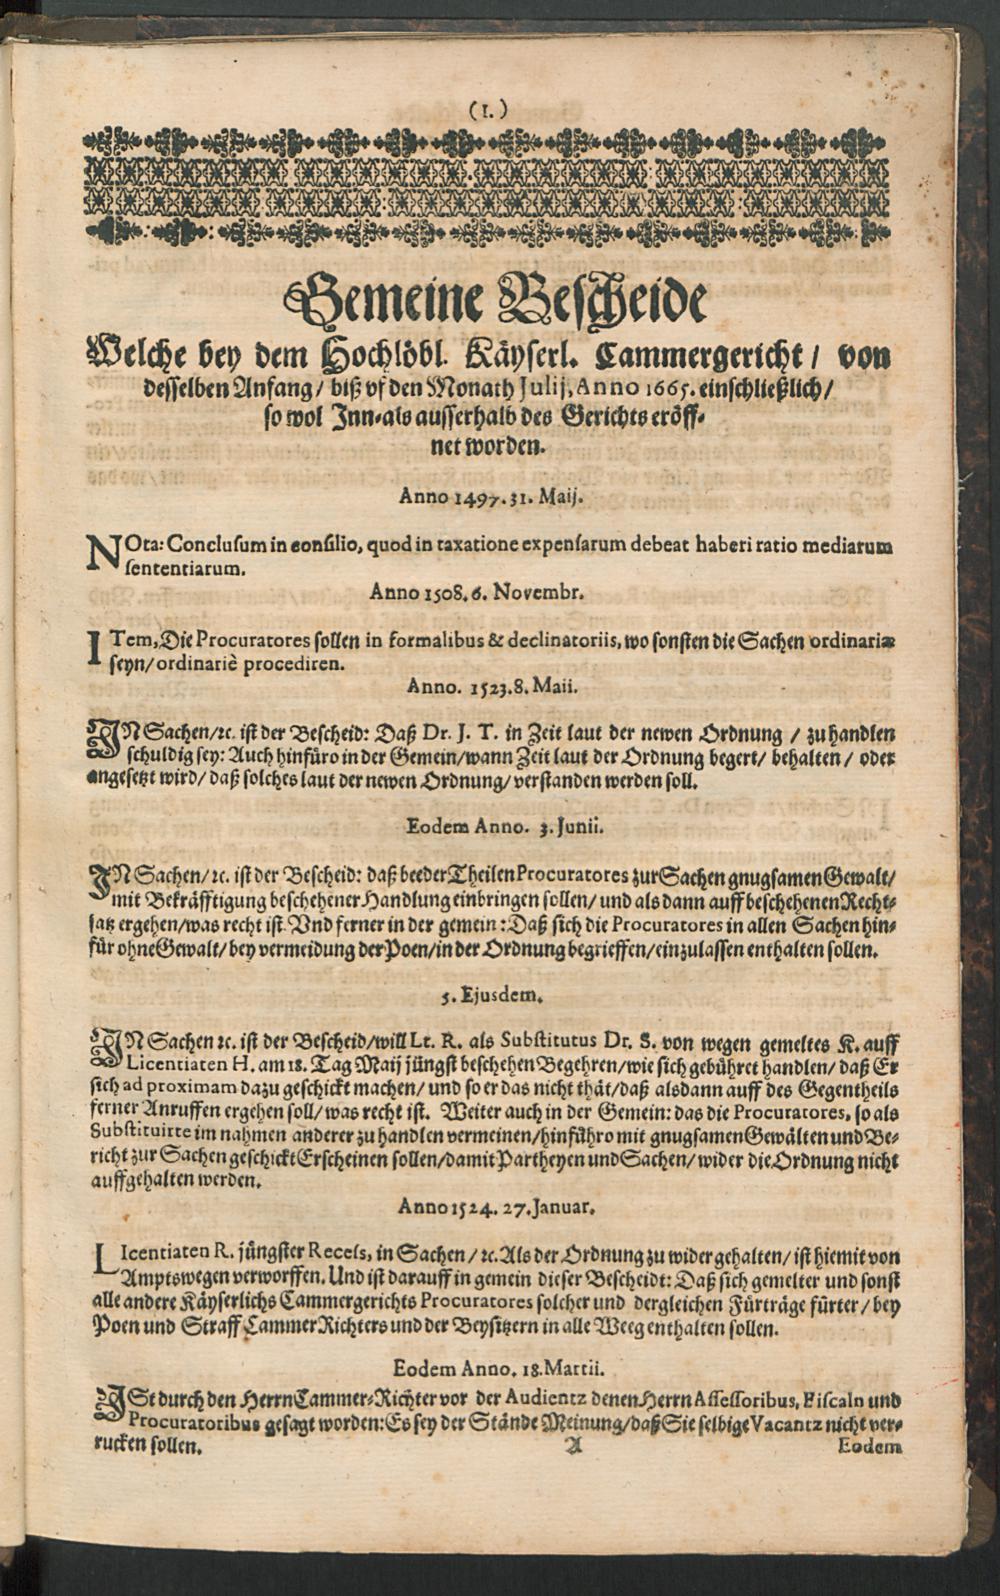 (1.)
Gemeine Bescheide
Welche bey dem Hochlöbl. Käyserl. Cammergericht / von
desselben Anfang / biß vf den Monath Julij, Anno 1665. einschließlich /
so wol Inn-als ausserhalb des Gerichts eröff-
net worden.
Anno 1497. 31. Maij.
NOta: Conclusum in consilio, quod in taxatione expensarum debeat haberi ratio mediarum
sententiarum.
Anno 1508. 6. Novembr.
ITem, Die Procuratores sollen in formalibus & declinatoriis, wo sonsten die Sachen ordinariæ
seyn / ordinariè procediren.
Anno. 1523. 8. Maii.
IN Sachen / ꝛc. ist der Bescheid: Daß Dr. J. T. in Zeit laut der newen Ordnung / zu handlen
schuldig sey: Auch hinfüro in der Gemein / wann Zeit laut der Ordnung begert / behalten / oder
angesetzt wird / daß solches laut der newen Ordnung / verstanden werden soll.
Eodem Anno. 3. Junii.
IN Sachen / ꝛc. ist der Bescheid: daß beeder Theilen Procuratores zur Sachen gnugsamen Gewalt /
mit Bekräfftigung beschehener Handlung einbringen sollen / und als dann auff beschehenen Recht-
satz ergehen / was recht ist. Vnd ferner in der gemein: Daß sich die Procuratores in allen Sachen hin-
für ohne Gewalt / bey vermeidung der Poen / in der Ordnung begrieffen / einzulassen enthalten sollen.
5. Ejusdem.
IN Sachen ꝛc. ist der Bescheid / will Lt. R. als Substitutus Dr. S. von wegen gemeltes K. auff
Licentiaten H. am 18. Tag Maij jüngst beschehen Begehren / wie sich gebühret handlen / daß Er
sich ad proximam dazu geschickt machen / und so er das nicht thät / daß alsdann auff des Gegentheils
ferner Anruffen ergehen soll / was recht ist. Weiter auch in der Gemein: das die Procuratores, so als
Substituirte im nahmen anderer zu handlen vermeinen / hinführo mit gnugsamen Gewälten und Be-
richt zur Sachen geschickt Erscheinen sollen / damit Partheyen und Sachen / wider die Ordnung nicht
auffgehalten werden.
Anno 1524. 27. Januar.
LIcentiaten R. jüngster Recess, in Sachen / ꝛc. Als der Ordnung zu wider gehalten / ist hiemit von
Amptswegen verworffen. Und ist darauff in gemein dieser Bescheidt: Daß sich gemelter und sonst
alle andere Käyserlichs Cammergerichts Procuratores solcher und dergleichen Fürträge fürter / bey
Poen und Straff Cammer Richters und der Beysitzern in alle Weeg enthalten sollen.
Eodem Anno. 18. Martii.
ISt durch den Herrn Cammer-Richter vor der Audientz denen Herrn Assessoribus, Fiscaln und
Procuratoribus gesagt worden: Es sey der Stände Meinung / daß Sie selbige Vacantz nicht ver-
rucken sollen.
A
Eodem